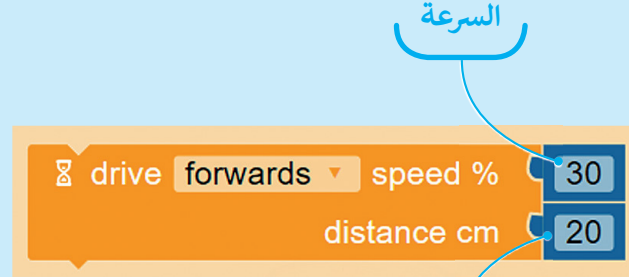 السرعة
drive forwards speed % 30
distance cm 20